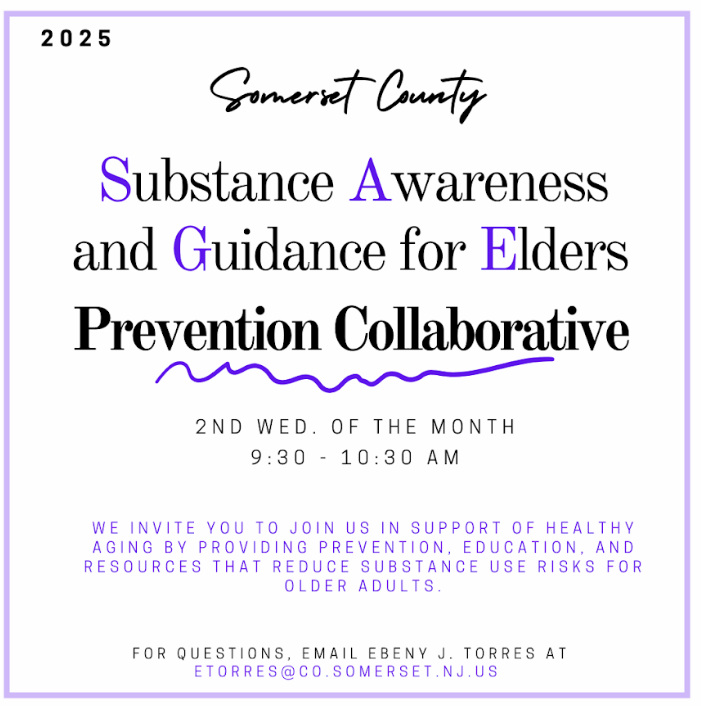 2025
Somerset County
Substance Awareness
and Guidance for Elders
Prevention Collaborative
2ND WED. OF THE MONTH
9:30 - 10:30 AM
WE INVITE YOU TO JOIN US IN SUPPORT OF HEALTHY
AGING BY PROVIDING PREVENTION, EDUCATION, AND
RESOURCES THAT REDUCE SUBSTANCE USE RISKS FOR
OLDER ADULTS.
FOR QUESTIONS, EMAIL EBENY J. TORRES AT
ETORRES@CO.SOMERSET.NJ.US